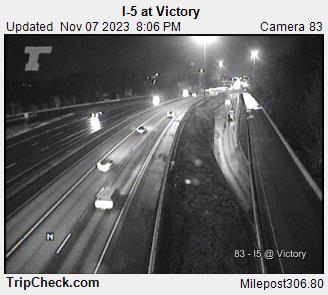 I-5 at Victory
Updated Nov 07 2023 8:06 PM Camera 83
T
N
83 - I5 @ Victory
TripCheck.com Milepost306.80